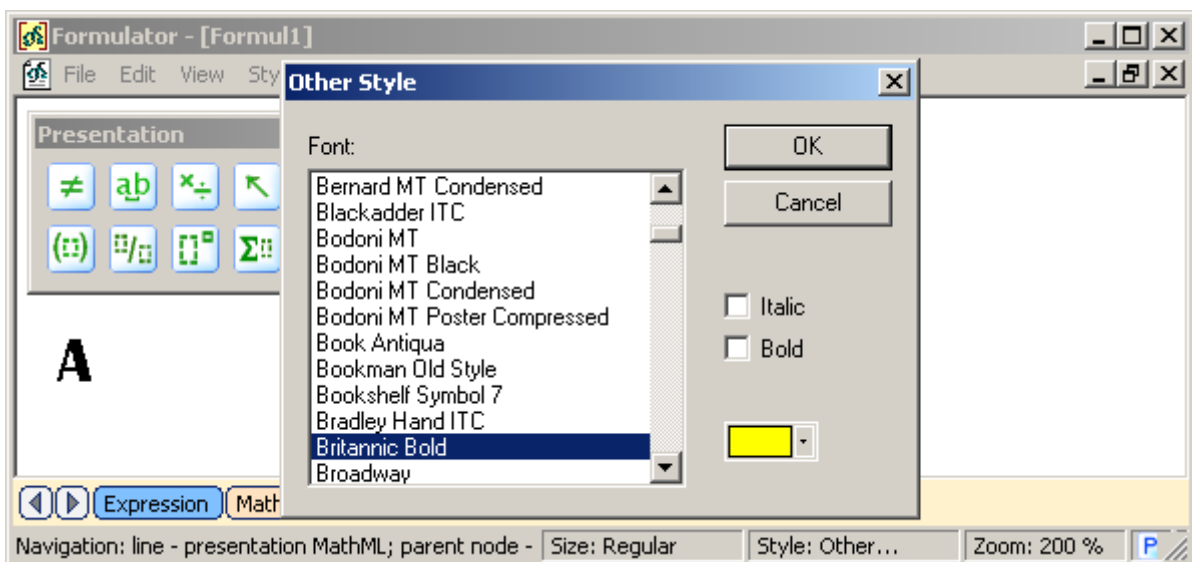 Formulator - [Formul1]
File Edit View Sty
Other Style
Presentation
≠ ab ×÷
(∷) Σ
A
Font:
Bernard MT Condensed
Blackadder ITC
Bodoni MT
Bodoni MT Black
Bodoni MT Condensed
Bodoni MT Poster Compressed
Book Antiqua
Bookman Old Style
Bookshelf Symbol 7
Bradley Hand ITC
Britannic Bold
Broadway
OK
Cancel
Italic
Bold
Expression Math
Navigation: line - presentation MathML; parent node - Size: Regular Style: Other... Zoom: 200 % P